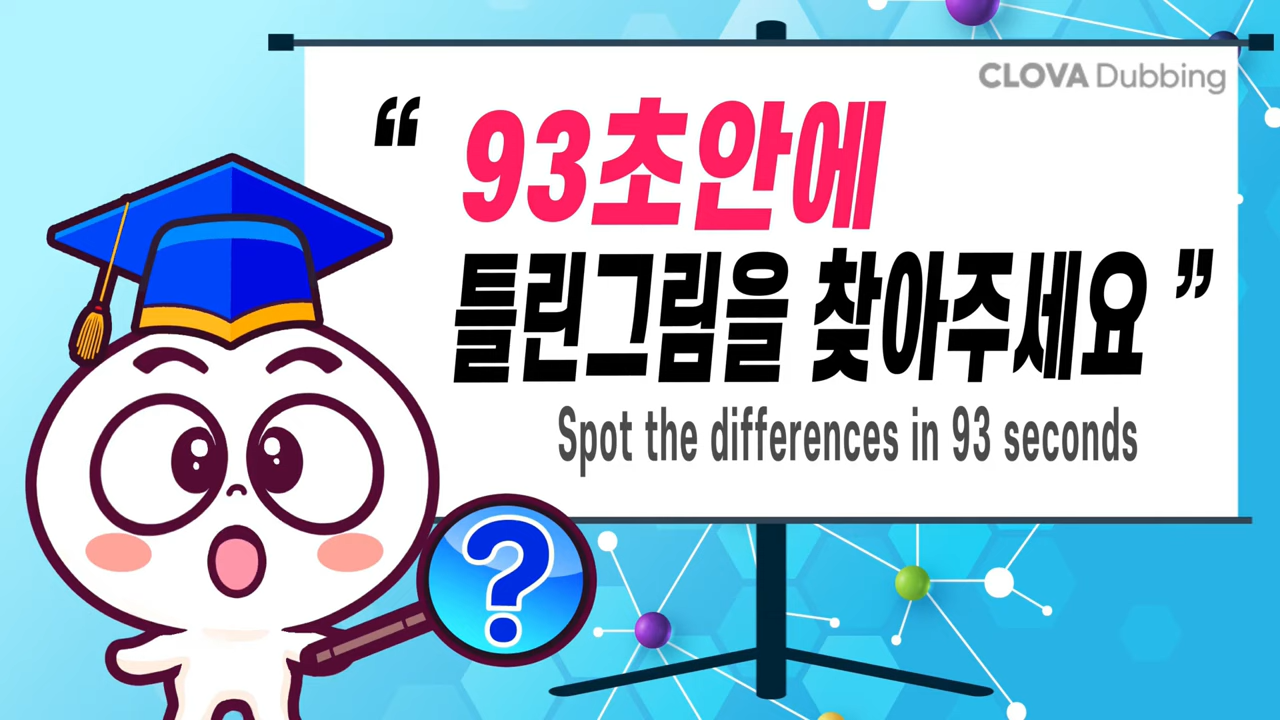 CLOVA Dubbing
“ 93초안에
틀린그림을 찾아주세요 ”
Spot the differences in 93 seconds
?